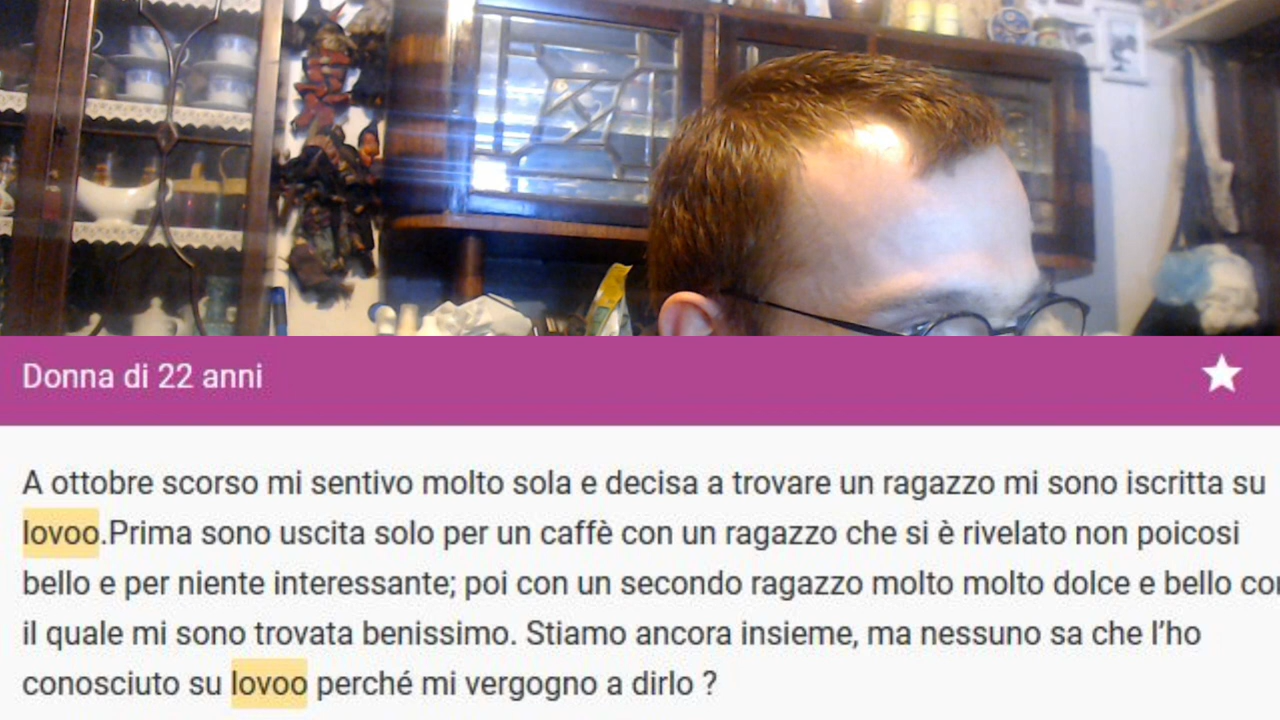 Donna di 22 anni
A ottobre scorso mi sentivo molto sola e decisa a trovare un ragazzo mi sono iscritta su
lovoo.Prima sono uscita solo per un caffè con un ragazzo che si è rivelato non poicosi
bello e per niente interessante; poi con un secondo ragazzo molto molto dolce e bello con
il quale mi sono trovata benissimo. Stiamo ancora insieme, ma nessuno sa che l’ho
conosciuto su lovoo perché mi vergogno a dirlo ?